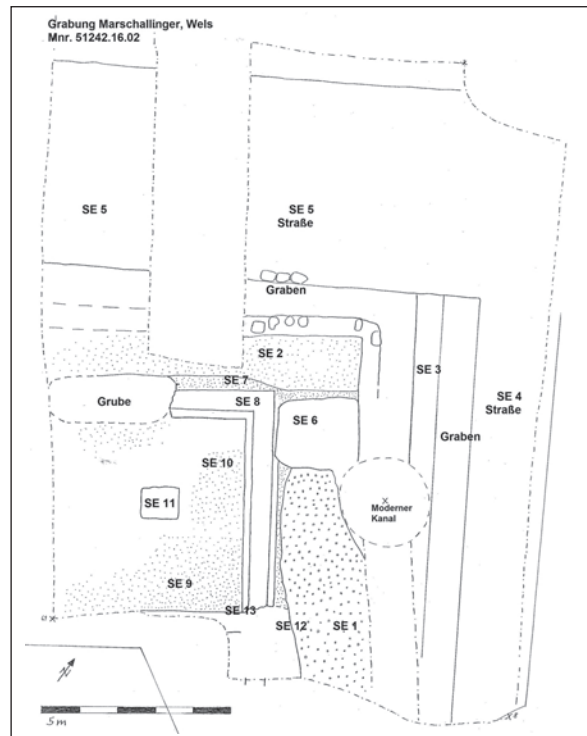 Grabung Marschallinger, Wels
Mnr. 51242.16.02
SE 5
SE 5
Straße
Graben
SE 2
SE 3
SE 7
SE 4
Straße
Grube
SE 8
SE 6
Graben
SE 10
SE 11
Moderner
Kanal
SE 9
SE 13
SE 12
SE 1
N
5m